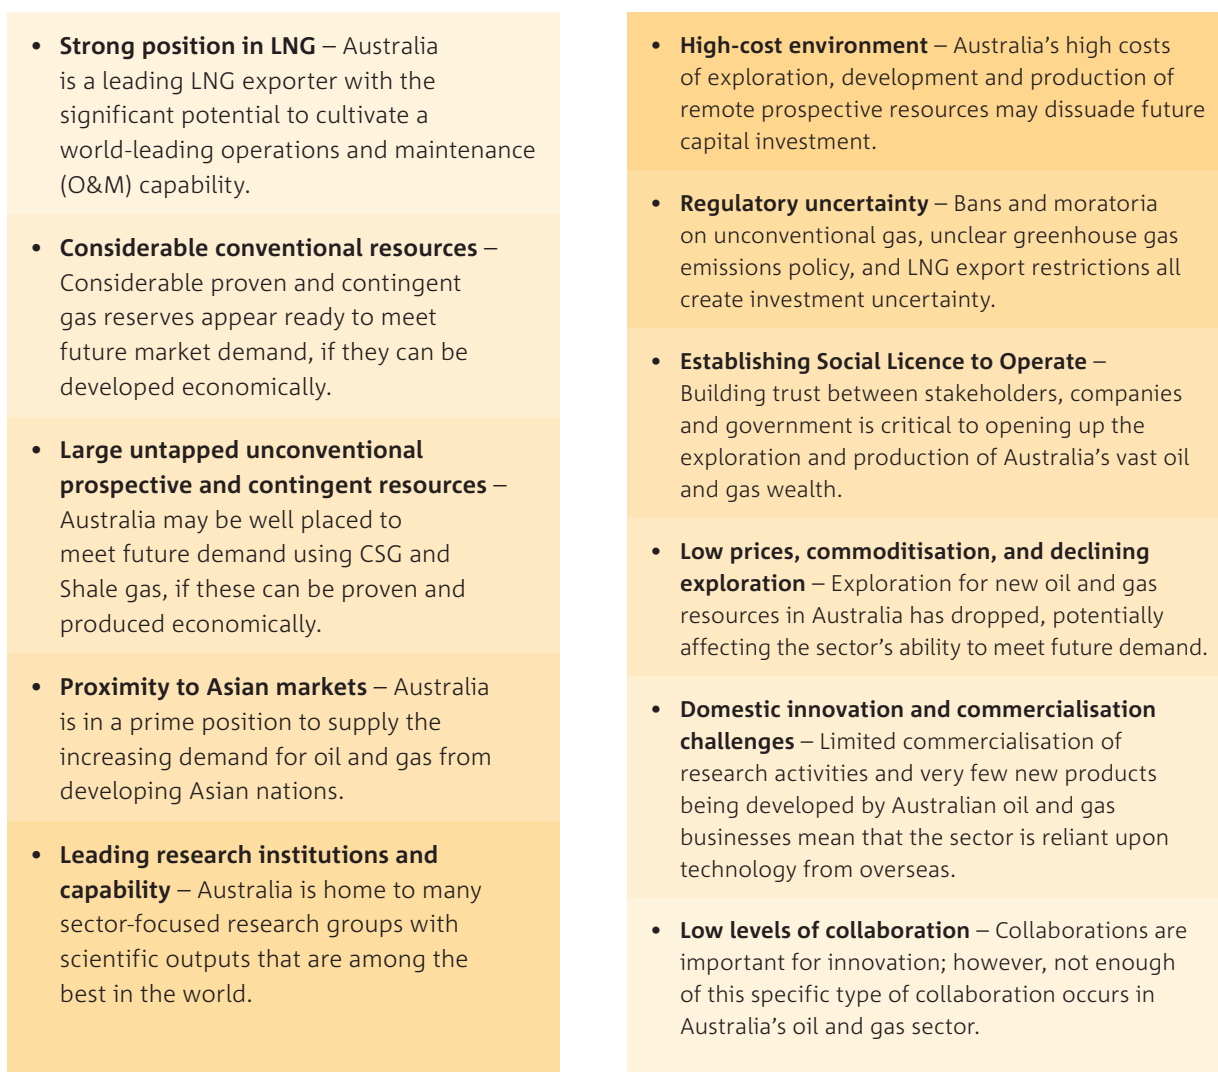 • Strong position in LNG – Australia
is a leading LNG exporter with the
significant potential to cultivate a
world-leading operations and maintenance
(O&M) capability.
• Considerable conventional resources –
Considerable proven and contingent
gas reserves appear ready to meet
future market demand, if they can be
developed economically.
• Large untapped unconventional
prospective and contingent resources –
Australia may be well placed to
meet future demand using CSG and
Shale gas, if these can be proven and
produced economically.
• Proximity to Asian markets – Australia
is in a prime position to supply the
increasing demand for oil and gas from
developing Asian nations.
• Leading research institutions and
capability – Australia is home to many
sector-focused research groups with
scientific outputs that are among the
best in the world.
• High-cost environment – Australia’s high costs
of exploration, development and production of
remote prospective resources may dissuade future
capital investment.
• Regulatory uncertainty – Bans and moratoria
on unconventional gas, unclear greenhouse gas
emissions policy, and LNG export restrictions all
create investment uncertainty.
• Establishing Social Licence to Operate –
Building trust between stakeholders, companies
and government is critical to opening up the
exploration and production of Australia’s vast oil
and gas wealth.
• Low prices, commoditisation, and declining
exploration – Exploration for new oil and gas
resources in Australia has dropped, potentially
affecting the sector’s ability to meet future demand.
• Domestic innovation and commercialisation
challenges – Limited commercialisation of
research activities and very few new products
being developed by Australian oil and gas
businesses mean that the sector is reliant upon
technology from overseas.
• Low levels of collaboration – Collaborations are
important for innovation; however, not enough
of this specific type of collaboration occurs in
Australia’s oil and gas sector.